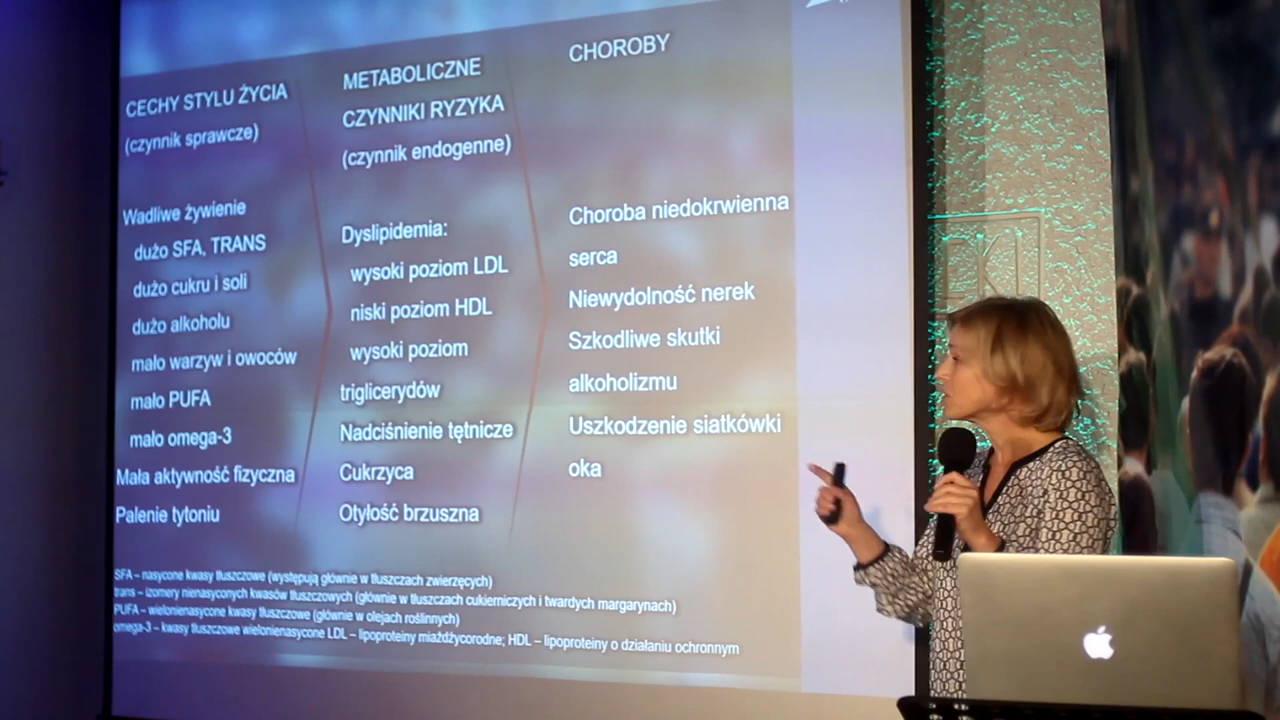 CECHY STYLU ŻYCIA
(czynnik sprawcze)
Wadliwe żywienie
dużo SFA, TRANS
dużo cukru i soli
dużo alkoholu
mało warzyw i owoców
mało PUFA
mało omega-3
Mała aktywność fizyczna
Palenie tytoniu
METABOLICZNE
CZYNNIKI RYZYKA
(czynnik endogenne)
Dyslipidemia:
wysoki poziom LDL
niski poziom HDL
wysoki poziom
triglicerydów
Nadciśnienie tętnicze
Cukrzyca
Otyłość brzuszna
CHOROBY
Choroba niedokrwienna
serca
Niewydolność nerek
Szkodliwe skutki
alkoholizmu
Uszkodzenie siatkówki
oka
SFA – nasycone kwasy tłuszczowe (występują głównie w tłuszczach zwierzęcych)
trans – izomery nienasyconych kwasów tłuszczowych (głównie w tłuszczach cukierniczych i twardych margarynach)
PUFA – wielonienasycone kwasy tłuszczowe (głównie w olejach roślinnych)
omega-3 – kwasy tłuszczowe wielonienasycone LDL – lipoproteiny miażdżycorodne; HDL – lipoproteiny o działaniu ochronnym